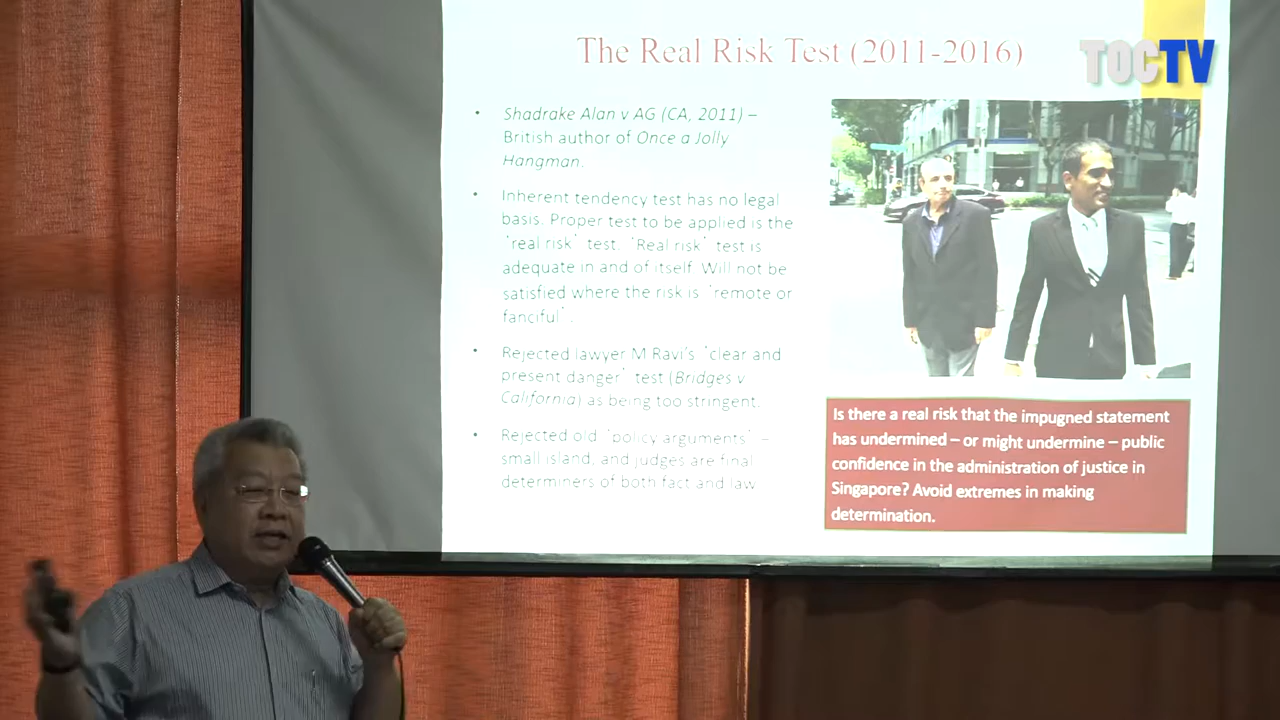 The Real Risk Test (2011-2016)
TOCTV
• Shadrake Alan v AG (CA, 2011) –
British author of Once a Jolly
Hangman.
• Inherent tendency test has no legal
basis. Proper test to be applied is the
'real risk' test. 'Real risk' test is
adequate in and of itself. Will not be
satisfied where the risk is 'remote or
fanciful'.
• Rejected lawyer M Ravi's 'clear and
present danger' test (Bridges v
California) as being too stringent.
• Rejected old 'policy arguments' –
small island, and judges are final
determiners of both fact and law
Is there a real risk that the impugned statement
has undermined – or might undermine – public
confidence in the administration of justice in
Singapore? Avoid extremes in making
determination.